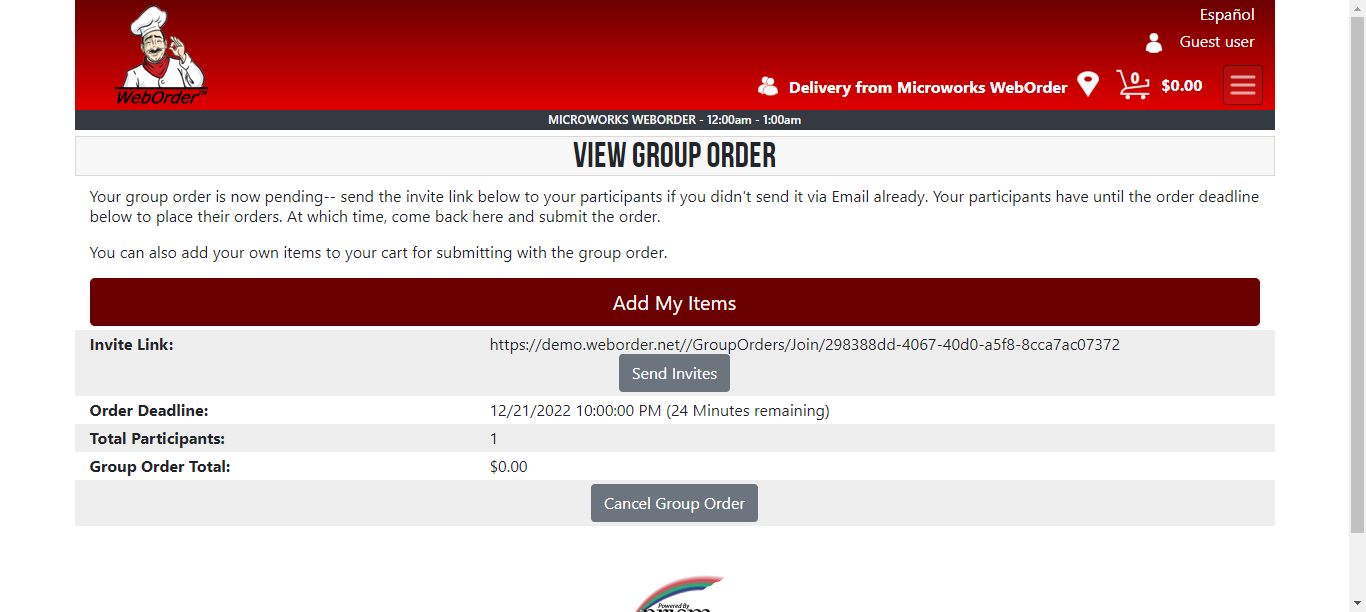 Español
Guest user
WebOrder™
Delivery from Microworks WebOrder
0
$0.00
MICROWORKS WEBORDER - 12:00am - 1:00am
VIEW GROUP ORDER
Your group order is now pending-- send the invite link below to your participants if you didn't send it via Email already. Your participants have until the order deadline
below to place their orders. At which time, come back here and submit the order.
You can also add your own items to your cart for submitting with the group order.
Add My Items
Invite Link: https://demo.weborder.net//GroupOrders/Join/298388dd-4067-40d0-a5f8-8cca7ac07372
Send Invites
Order Deadline: 12/21/2022 10:00:00 PM (24 Minutes remaining)
Total Participants: 1
Group Order Total: $0.00
Cancel Group Order
Powered By
prism